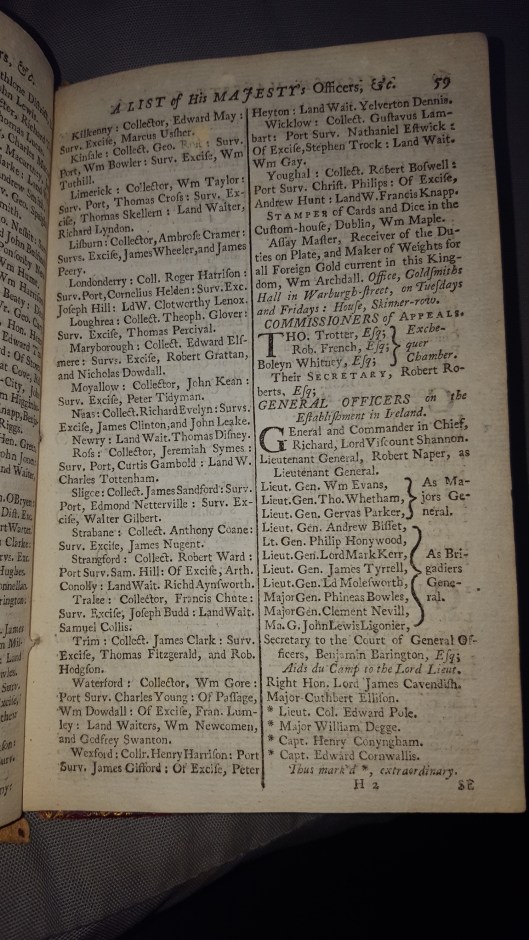 A LIST of His MAJESTY's Officers, &c. 59
Kilkenny : Collector, Edward May :
Surv. Excise, Marcus Usher.
Kinsale : Collect. Geo. : Surv.
Port, Wm Bowler : Surv. Excise, Wm
Tothill.
Limerick : Collector, Wm Taylor :
Surv. Port, Thomas Cross : Surv. Ex-
cise, Thomas Skellern : Land Waiter,
Richard Lyndon.
Lisburn : Collector, Ambrose Cramer :
Survs. Excise, James Wheeler, and James
Peery.
Londonderry : Coll. Roger Harrison :
Surv. Port, Cornelius Helden : Surv. Exc.
Joseph Hill : LdW. Clotworthy Lenox.
Loughrea : Collect. Theoph. Glover :
Surv. Excise, Thomas Percival.
Maryborough : Collect. Edward Elf-
mere : Survs. Excise, Robert Grattan,
and Nicholas Dowdall.
Moyallow : Collector, John Kean :
Surv. Excise, Peter Tidyman.
Naas : Collect. Richard Evelyn : Survs.
Excise, James Clinton, and John Leake.
Newry : Land Wait. Thomas Disney.
Ross : Collector, Jeremiah Symes :
Surv. Port, Curtis Gambold : Land W.
Charles Tottenham.
Sligoe : Collect. James Sandford : Surv.
Port, Edmond Netterville : Surv. Ex-
cise, Walter Gilbert.
Strabane : Collect. Anthony Coane :
Surv. Excise, James Nugent.
Strangford : Collect. Robert Ward :
Port Surv. Sam. Hill : Of Excise, Arth.
Conolly : Land Wait. Richd Aynsworth.
Tralee : Collector, Francis Chute :
Surv. Excise, Joseph Budd : Land Wait.
Samuel Collis.
Trim : Collect. James Clark : Surv.
Excise, Thomas Fitzgerald, and Rob.
Hodgson.
Waterford : Collector, Wm Gore :
Port Surv. Charles Young : Of Passage,
Wm Dowdall : Of Excise, Fran. Lum-
ley : Land Waiters, Wm Newcomen,
and Godfrey Swanton.
Wexford : Collr. Henry Harrison : Port
Surv. James Gifford : Of Excise, Peter
Heyton : Land Wait. Yelverton Dennis.
Wicklow : Collect. Gustavus Lam-
bart : Port Surv. Nathaniel Estwick :
Of Excise, Stephen Trock : Land Wait.
Wm Gay.
Youghal : Collect. Robert Boswell :
Port Surv. Christ. Philips : Of Excise,
Andrew Hunt : LandW. Francis Knapp.
STAMPER of Cards and Dice in the
Custom-house, Dublin, Wm Maple.
Assay Master, Receiver of the Du-
ties on Plate, and Maker of Weights for
all Foreign Gold current in this King-
dom, Wm Archdall. Office, Goldsmiths
Hall in Warburgh-street, on Tuesdays
and Fridays : House, Skinner-row.
COMMISSIONERS of APPEALS.
THO. Trotter, Esq; } Exche-
Rob. French, Esq; } quer
Boleyn Whitney, Esq; } Chamber.
Their SECRETARY, Robert Ro-
berts, Esq;
GENERAL OFFICERS on the
Establishment in Ireland.
GEneral and Commander in Chief,
Richard, Lord Viscount Shannon.
Lieutenant General, Robert Naper, as
Lieutenant General.
Lieut. Gen. Wm Evans, } As Ma-
Lieut. Gen. Tho. Whetham, } jors Ge-
Lieut. Gen. Gervas Parker, } neral.
Lieut. Gen. Andrew Bisset,
Lt. Gen. Philip Honywood,
Lieut. Gen. Lord Mark Kerr, } As Bri-
Lieut. Gen. James Tyrrell, } gadiers
Lieut. Gen. Ld Molesworth, } Gene-
Major Gen. Phineas Bowles, } ral.
Major Gen. Clement Nevill,
Ma. G. John Lewis Ligonier,
Secretary to the Court of General Of-
ficers, Benjamin Barington, Esq;
Aids du Camp to the Lord Lieut.
Right Hon. Lord James Cavendish.
Major Cuthbert Ellison.
* Lieut. Col. Edward Pole.
* Major William Degge.
* Capt. Henry Conyngham.
* Capt. Edward Cornwallis.
Thus mark'd *, extraordinary.
H 2